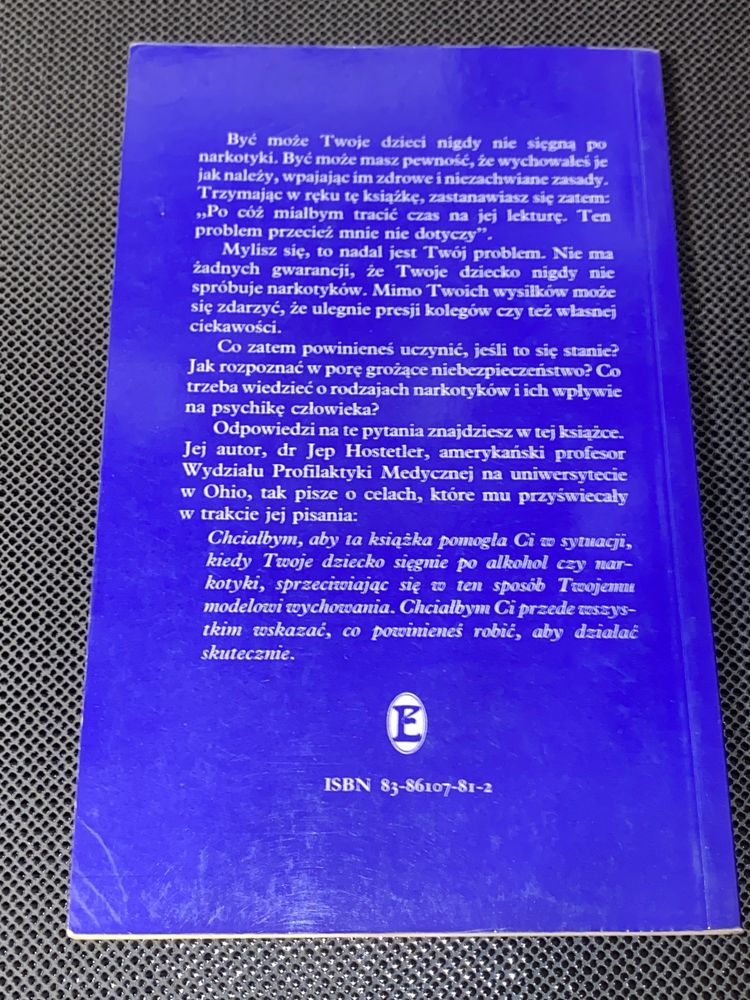 Być może Twoje dzieci nigdy nie sięgną po
narkotyki. Być może masz pewność, że wychowałeś je
jak należy, wpajając im zdrowe i niezachwiane zasady.
Trzymając w ręku tę książkę, zastanawiasz się zatem:
„Po cóż miałbym tracić czas na jej lekturę. Ten
problem przecież mnie nie dotyczy”.
Mylisz się, to nadal jest Twój problem. Nie ma
żadnych gwarancji, że Twoje dziecko nigdy nie
spróbuje narkotyków. Mimo Twoich wysiłków może
się zdarzyć, że ulegnie presji kolegów czy też własnej
ciekawości.
Co zatem powinieneś uczynić, jeśli to się stanie?
Jak rozpoznać w porę grożące niebezpieczeństwo? Co
trzeba wiedzieć o rodzajach narkotyków i ich wpływie
na psychikę człowieka?
Odpowiedzi na te pytania znajdziesz w tej książce.
Jej autor, dr Jep Hostetler, amerykański profesor
Wydziału Profilaktyki Medycznej na uniwersytecie
w Ohio, tak pisze o celach, które mu przyświecały
w trakcie jej pisania:
Chciałbym, aby ta książka pomogła Ci w sytuacji,
kiedy Twoje dziecko sięgnie po alkohol czy nar-
kotyki, sprzeciwiając się w ten sposób Twojemu
modelowi wychowania. Chciałbym Ci przede wszys-
tkim wskazać, co powinieneś robić, aby działać
skutecznie.
ISBN 83-86107-81-2